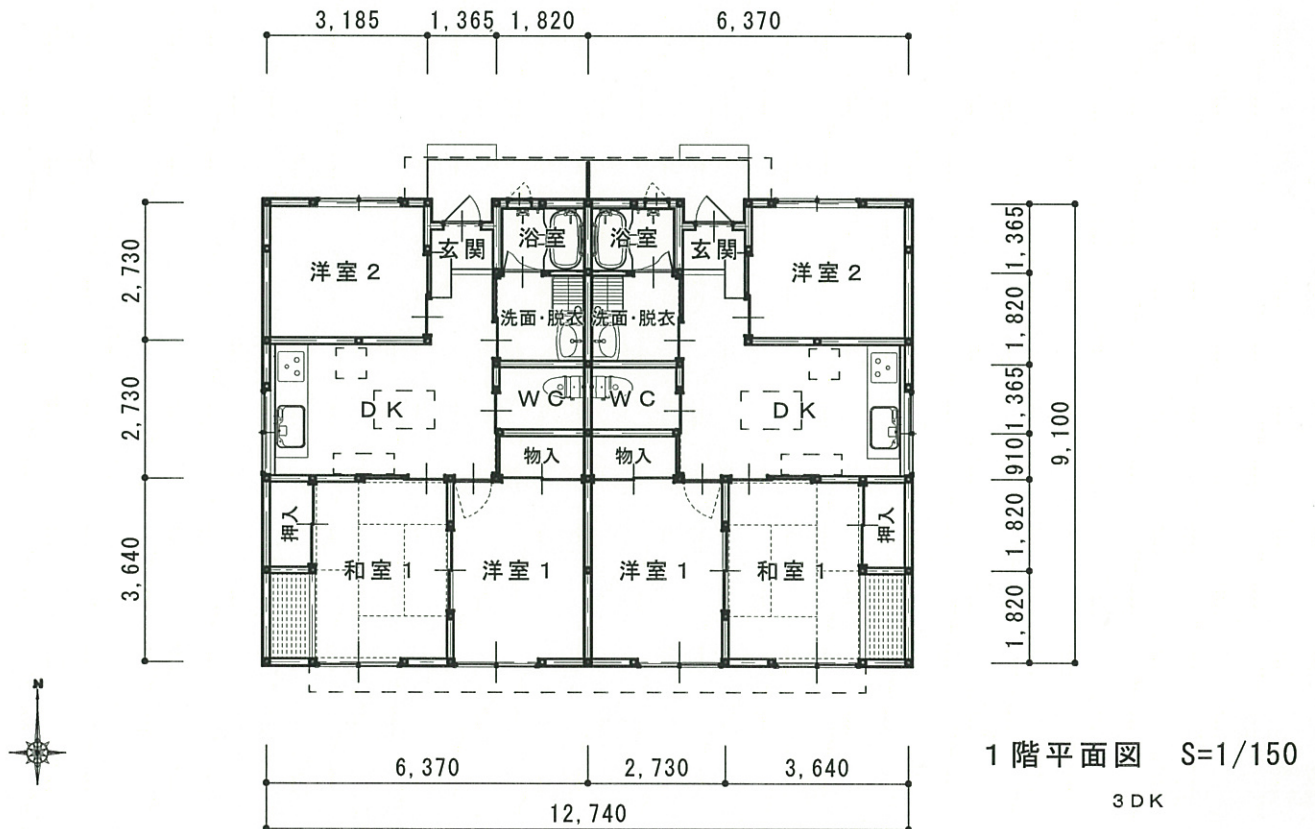 3,185 1,365 1,820 6,370
浴室 浴室
玄関 玄関
洋室2 洋室2
2,730 1,365
洗面・脱衣 洗面・脱衣
1,820
WC WC
DK DK
2,730 1,365
物入 物入
910
9,100
押入 押入
1,820
和室1 洋室1 洋室1 和室1
3,640 1,820
N
6,370 2,730 3,640
12,740
1階平面図 S=1/150
3DK